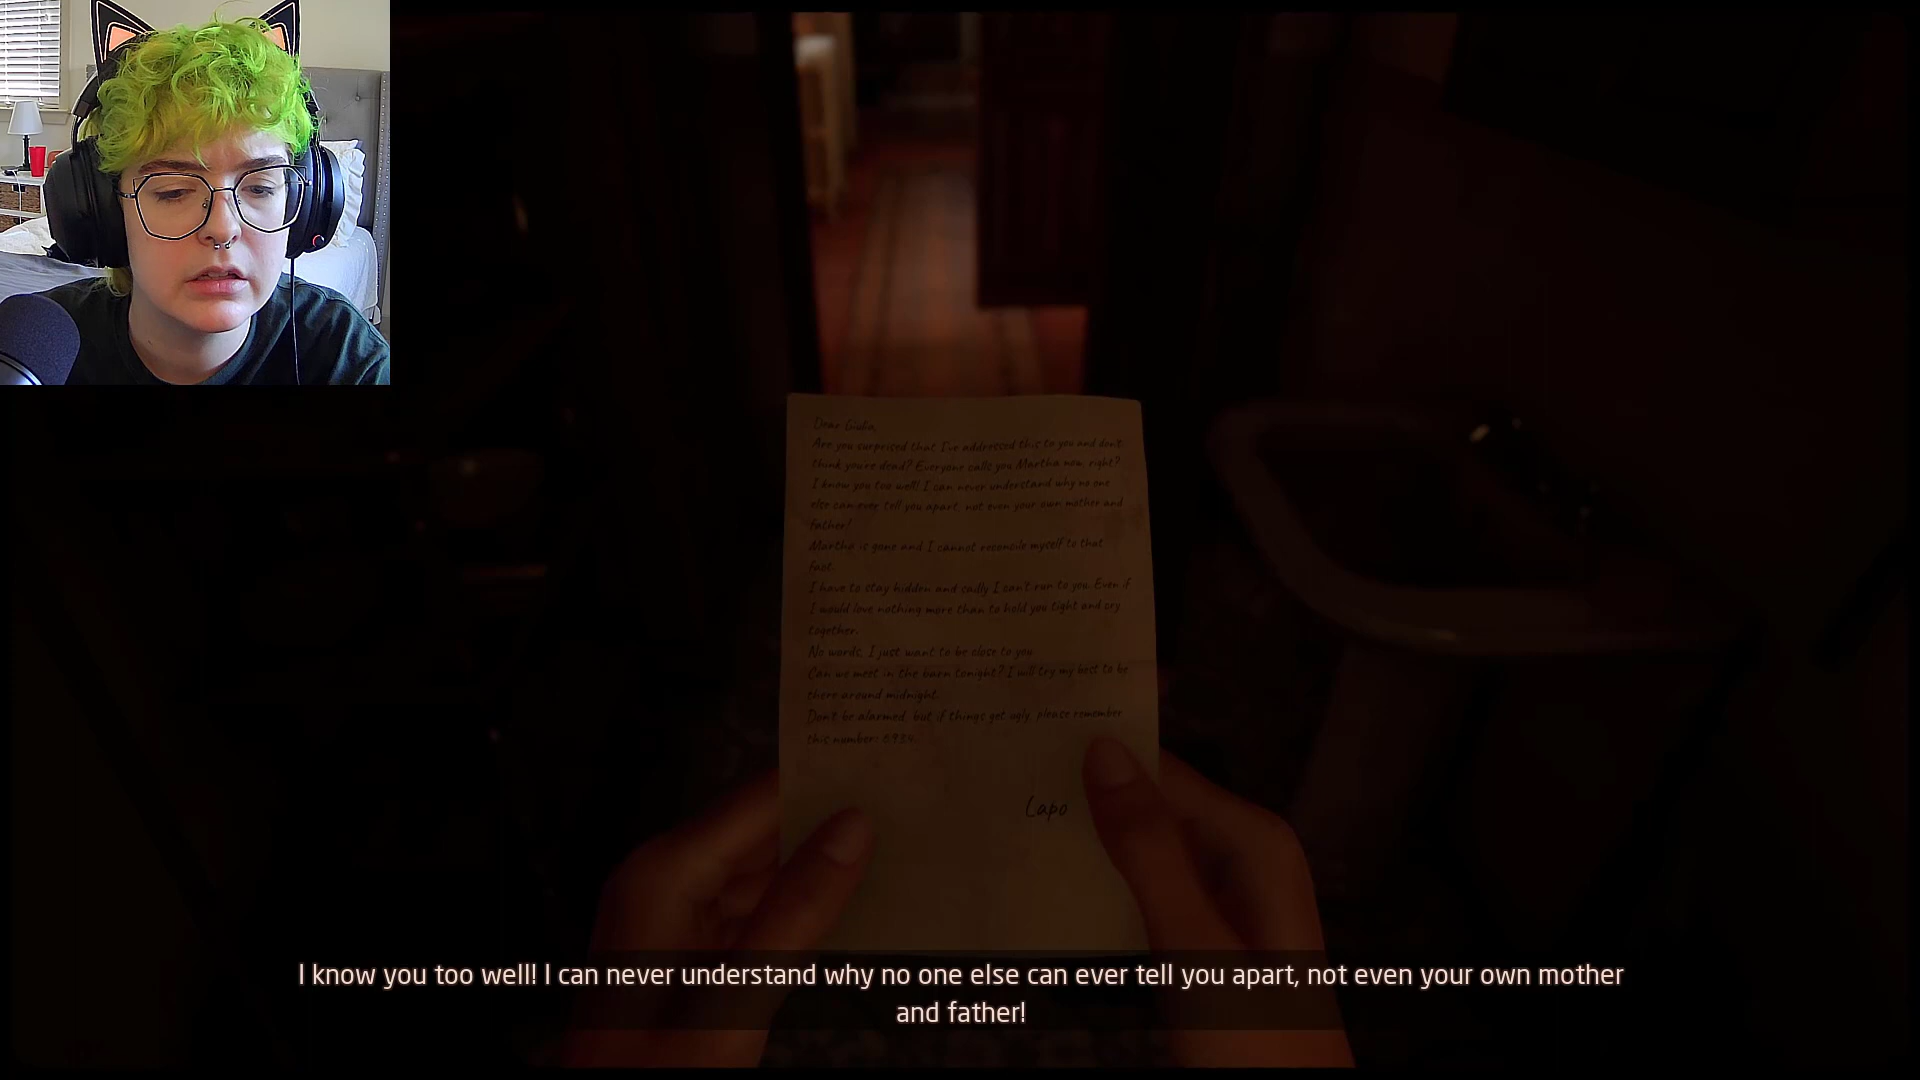 Dear Giulia,
Are you surprised that I've addressed this to you and don't
think you're dead? Everyone calls you Martha now, right?
I know you too well! I can never understand why no one
else can ever tell you apart, not even your own mother and
father!
Martha is gone and I cannot reconcile myself to that
fact.
I have to stay hidden and sadly I can't run to you. Even if
I would love nothing more than to hold you tight and cry
together.
No words, I just want to be close to you.
Can we meet in the barn tonight? I will try my best to be
there around midnight.
Don't be alarmed, but if things get ugly, please remember
this number:
Lapo
I know you too well! I can never understand why no one else can ever tell you apart, not even your own mother
and father!